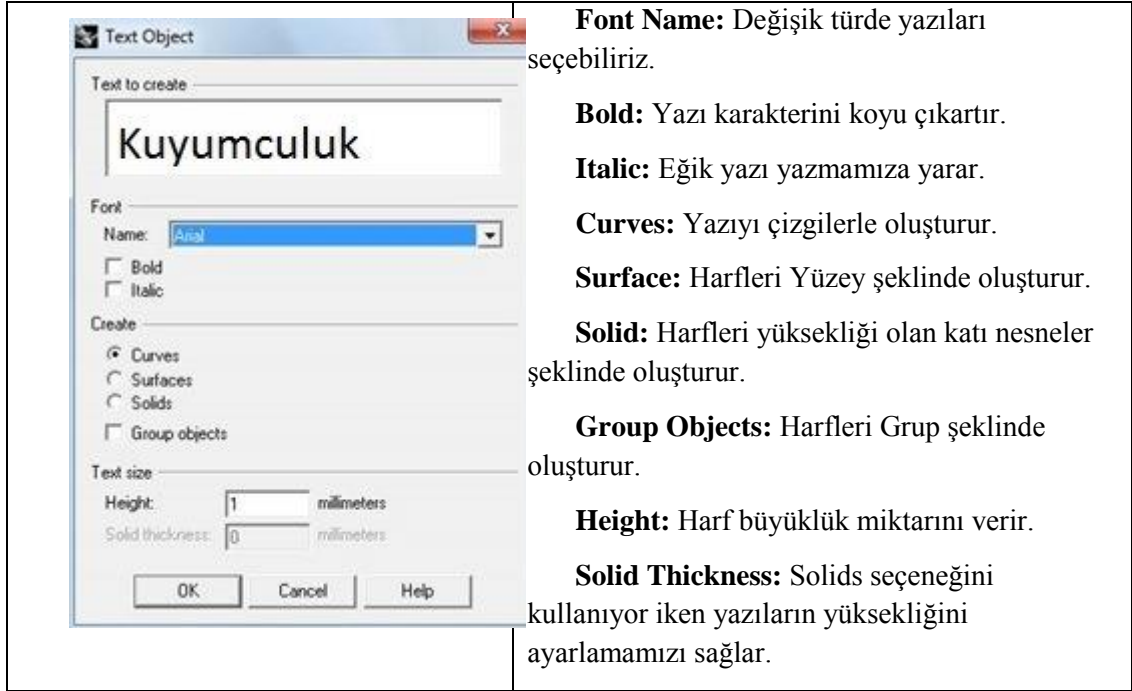 Text Object
Text to create
Kuyumculuk
Font
Name: Arial
Bold
Italic
Create
Curves
Surfaces
Solids
Group objects
Text size
Height: 1 millimeters
Solid thickness: 0 millimeters
OK Cancel Help
Font Name: Değişik türde yazıları
seçebiliriz.
Bold: Yazı karakterini koyu çıkartır.
Italic: Eğik yazı yazmamıza yarar.
Curves: Yazıyı çizgilerle oluşturur.
Surface: Harfleri Yüzey şeklinde oluşturur.
Solid: Harfleri yüksekliği olan katı nesneler
şeklinde oluşturur.
Group Objects: Harfleri Grup şeklinde
oluşturur.
Height: Harf büyüklük miktarını verir.
Solid Thickness: Solids seçeneğini
kullanıyor iken yazıların yüksekliğini
ayarlamamızı sağlar.